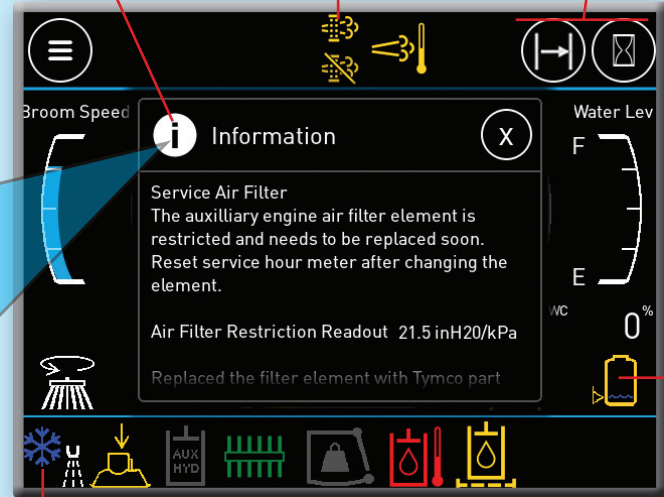 Broom Speed
i Information X
Water Lev
F
Service Air Filter
The auxilliary engine air filter element is
restricted and needs to be replaced soon.
Reset service hour meter after changing the
element.
E
WC
0%
Air Filter Restriction Readout 21.5 inH20/kPa
Replaced the filter element with Tymco part
AUX
HYD